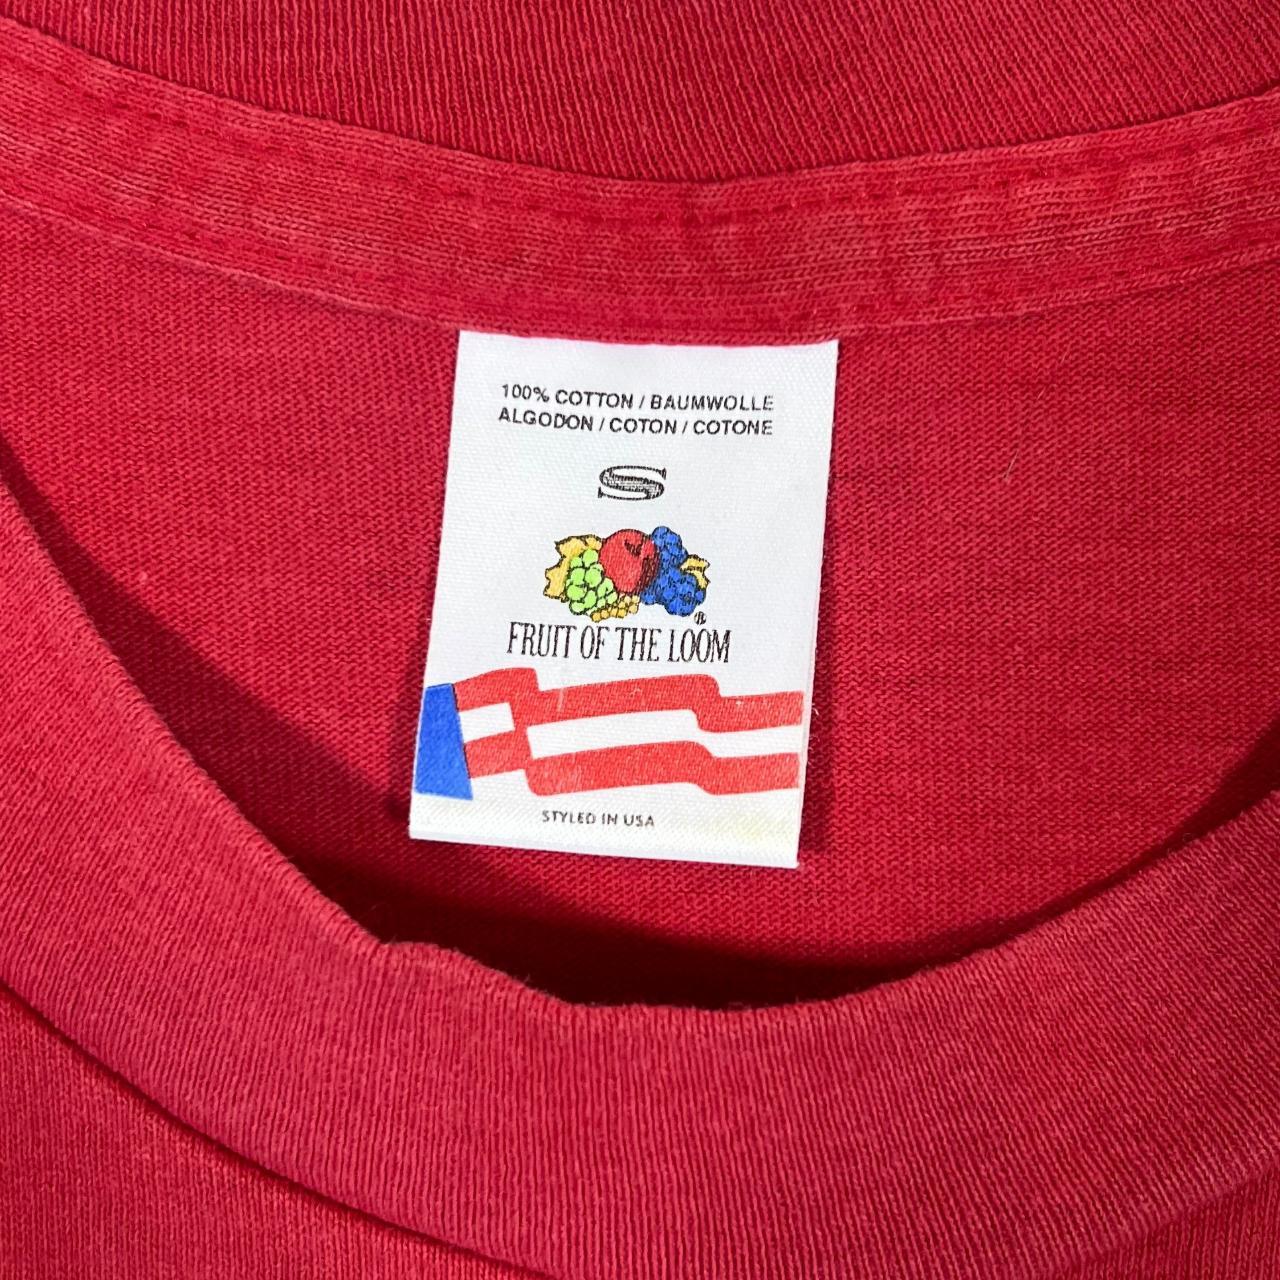 100% COTTON / BAUMWOLLE
ALGODON / COTON / COTONE
S
®
FRUIT OF THE LOOM
STYLED IN USA